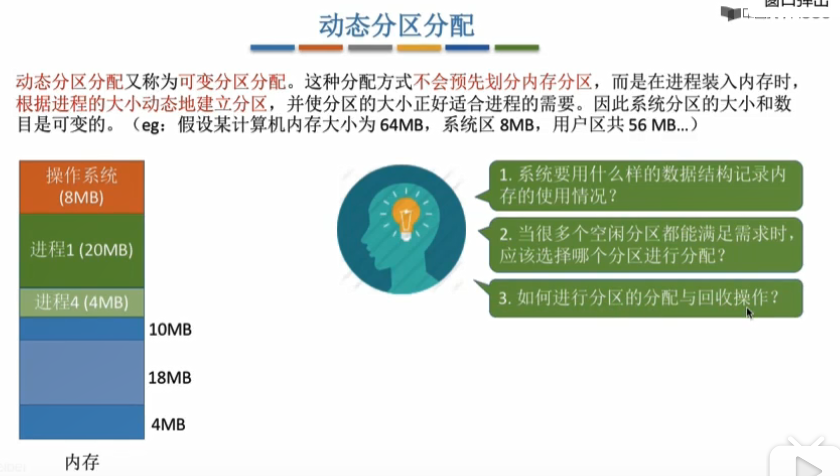 窗口弹出
动态分区分配
动态分区分配又称为可变分区分配。这种分配方式不会预先划分内存分区，而是在进程装入内存时，
根据进程的大小动态地建立分区，并使分区的大小正好适合进程的需要。因此系统分区的大小和数
目是可变的。（eg：假设某计算机内存大小为 64MB，系统区 8MB，用户区共 56 MB…）
操作系统
(8MB)
进程1 (20MB)
进程4 (4MB)
10MB
18MB
4MB
内存
1. 系统要用什么样的数据结构记录内
存的使用情况？
2. 当很多个空闲分区都能满足需求时，
应该选择哪个分区进行分配？
3. 如何进行分区的分配与回收操作？